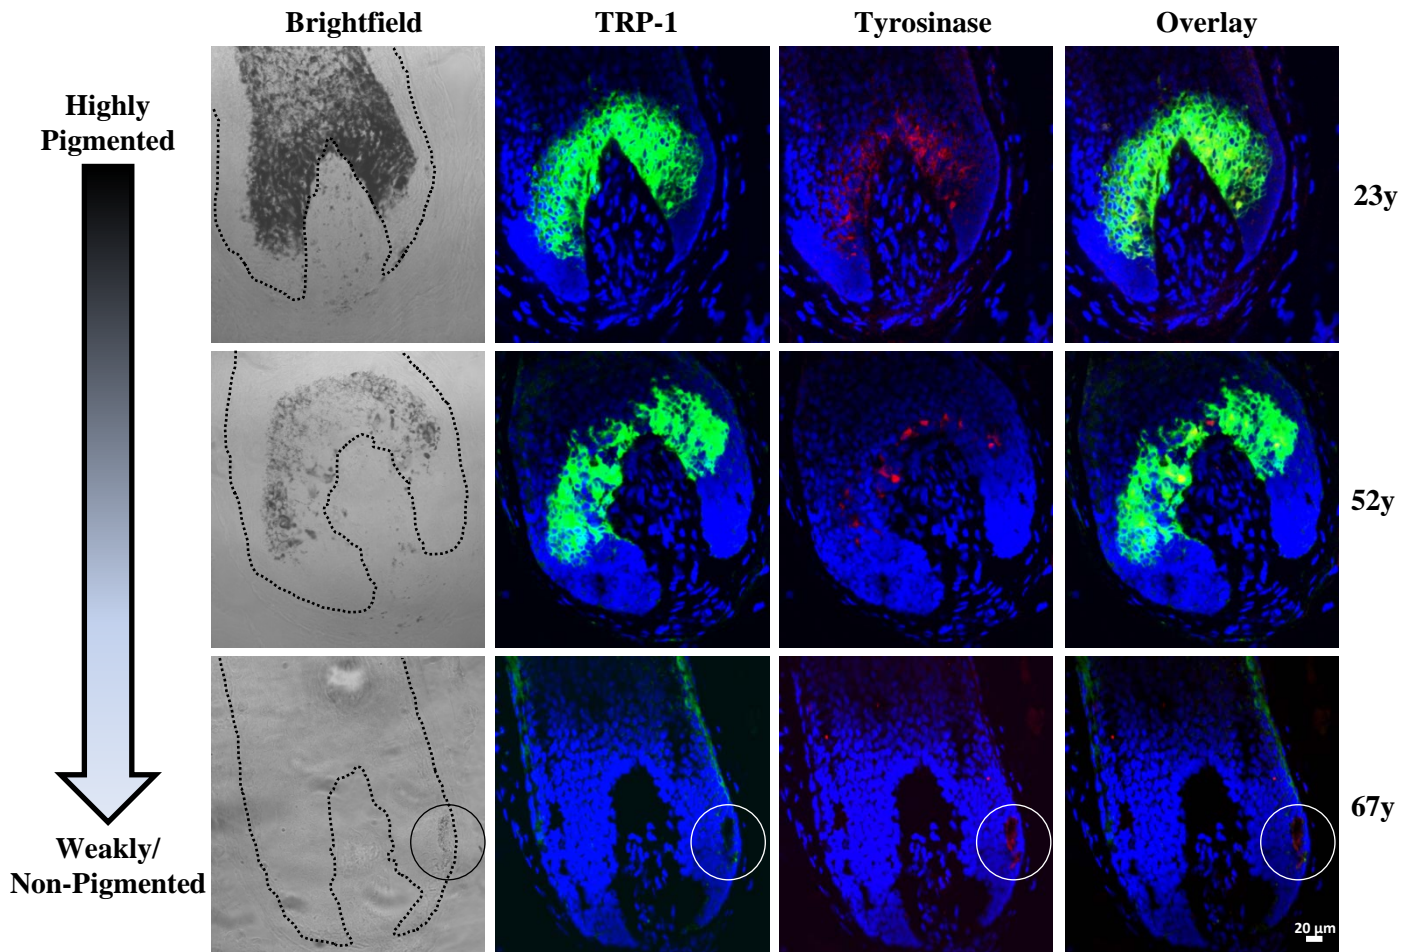 Brightfield TRP-1 Tyrosinase Overlay
Highly
Pigmented
23y
52y
67y
Weakly/
Non-Pigmented
20 µm